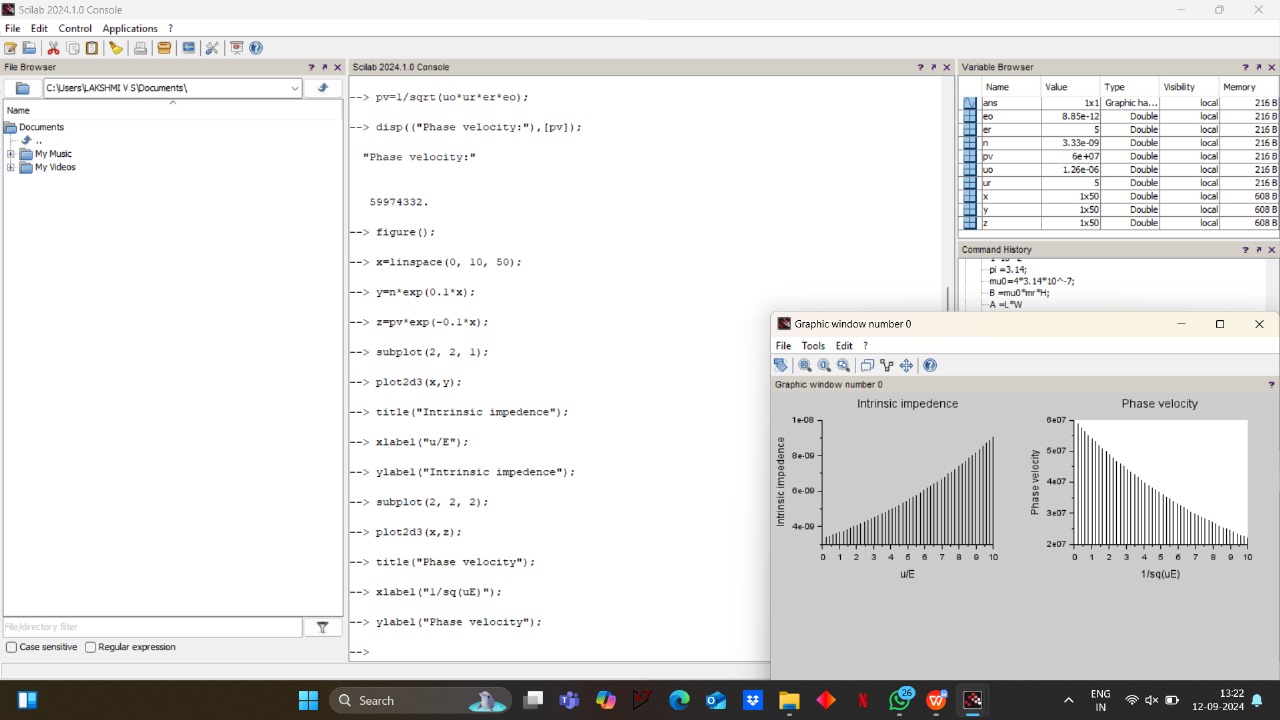 Scilab 2024.1.0 Console
File Edit Control Applications ?
File Browser ? ↗ ×
C:\Users\LAKSHMI V S\Documents\
Name
Documents
..
My Music
My Videos
File/directory filter
Case sensitive Regular expression
Scilab 2024.1.0 Console ? ↗ ×
--> pv=1/sqrt(uo*ur*er*eo);
--> disp(("Phase velocity:"),[pv]);
"Phase velocity:"
59974332.
--> figure();
--> x=linspace(0, 10, 50);
--> y=n*exp(0.1*x);
--> z=pv*exp(-0.1*x);
--> subplot(2, 2, 1);
--> plot2d3(x,y);
--> title("Intrinsic impedence");
--> xlabel("u/E");
--> ylabel("Intrinsic impedence");
--> subplot(2, 2, 2);
--> plot2d3(x,z);
--> title("Phase velocity");
--> xlabel("1/sq(uE)");
--> ylabel("Phase velocity");
-->
Variable Browser ? ↗ ×
Name Value Type Visibility Memory
ans 1x1 Graphic ha... local 216 B
eo 8.85e-12 Double local 216 B
er 5 Double local 216 B
n 3.33e-09 Double local 216 B
pv 6e+07 Double local 216 B
uo 1.26e-06 Double local 216 B
ur 5 Double local 216 B
x 1x50 Double local 608 B
y 1x50 Double local 608 B
z 1x50 Double local 608 B
Command History ? ↗ ×
pi =3.14;
mu0=4*3.14*10^-7;
B =mu0*mr*H;
A =L*W
Graphic window number 0
File Tools Edit ?
Graphic window number 0 ?
Intrinsic impedence
1e-08
8e-09
6e-09
4e-09
Intrinsic impedence
0 1 2 3 4 5 6 7 8 9 10
u/E
Phase velocity
6e07
5e07
4e07
3e07
2e07
Phase velocity
0 1 2 3 4 5 6 7 8 9 10
1/sq(uE)
Search
26
ENG
IN
13:22
12-09-2024